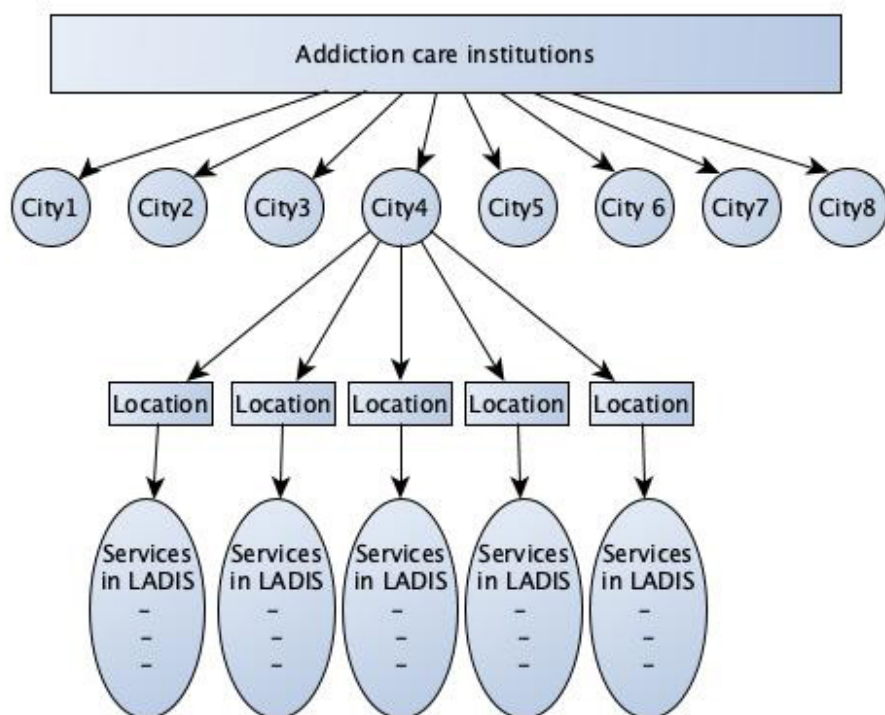 Addiction care institutions
City1
City2
City3
City4
City5
City 6
City7
City8
Location
Location
Location
Location
Location
Services
in LADIS
–
–
–
Services
in LADIS
–
–
–
Services
in LADIS
–
–
–
Services
in LADIS
–
–
–
Services
in LADIS
–
–
–